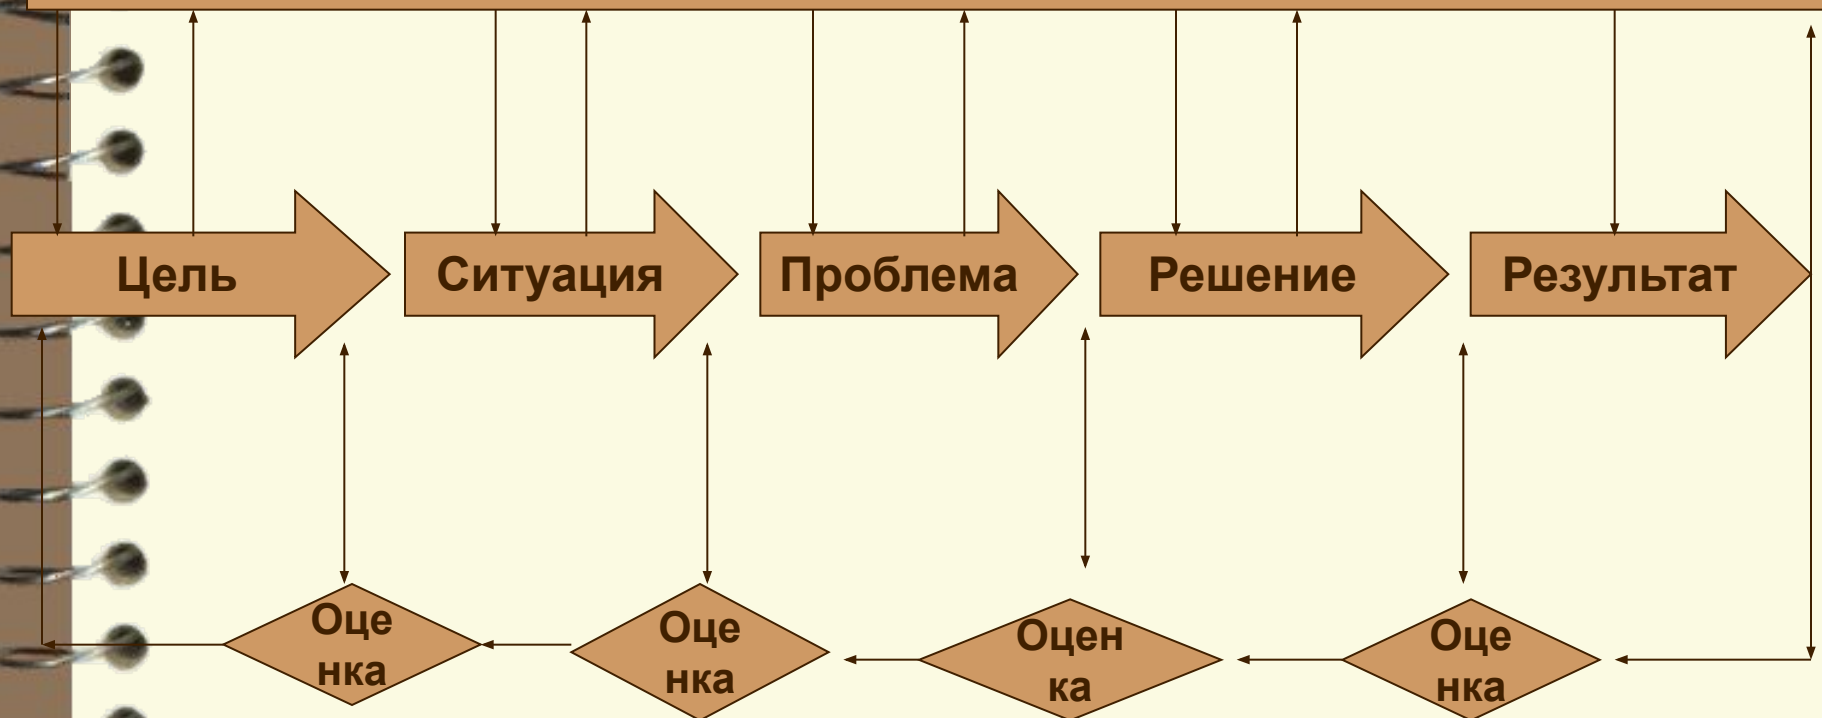 Цель
Ситуация
Проблема
Решение
Результат
Оце
нка
Оце
нка
Оцен
ка
Оце
нка